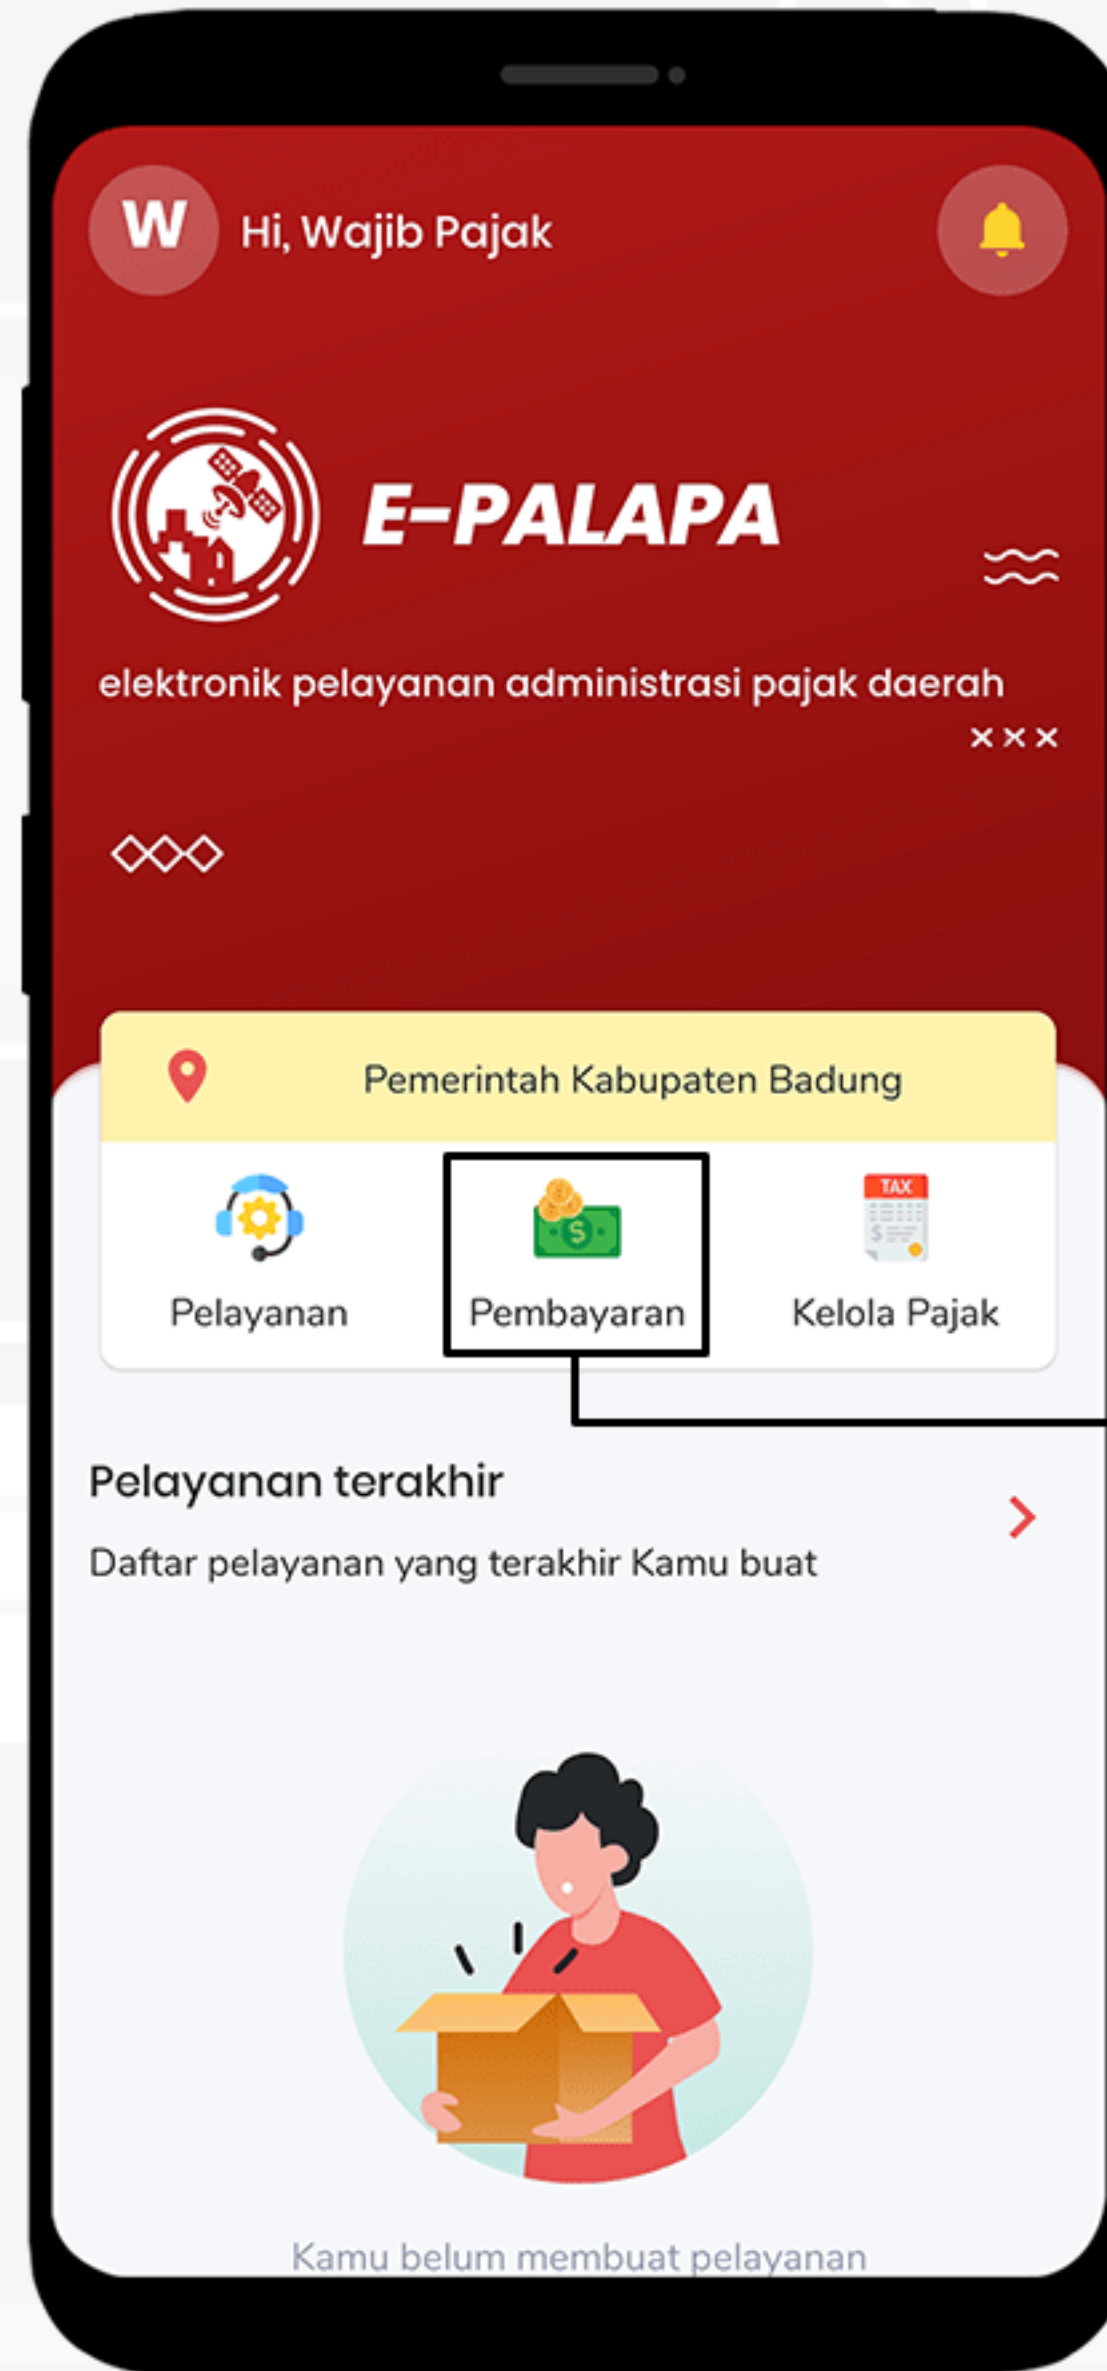 W
Hi, Wajib Pajak
E-PALAPA
elektronik pelayanan administrasi pajak daerah
Pemerintah Kabupaten Badung
$
TAX
$
Pelayanan
Pembayaran
Kelola Pajak
Pelayanan terakhir
Daftar pelayanan yang terakhir Kamu buat
Kamu belum membuat pelayanan